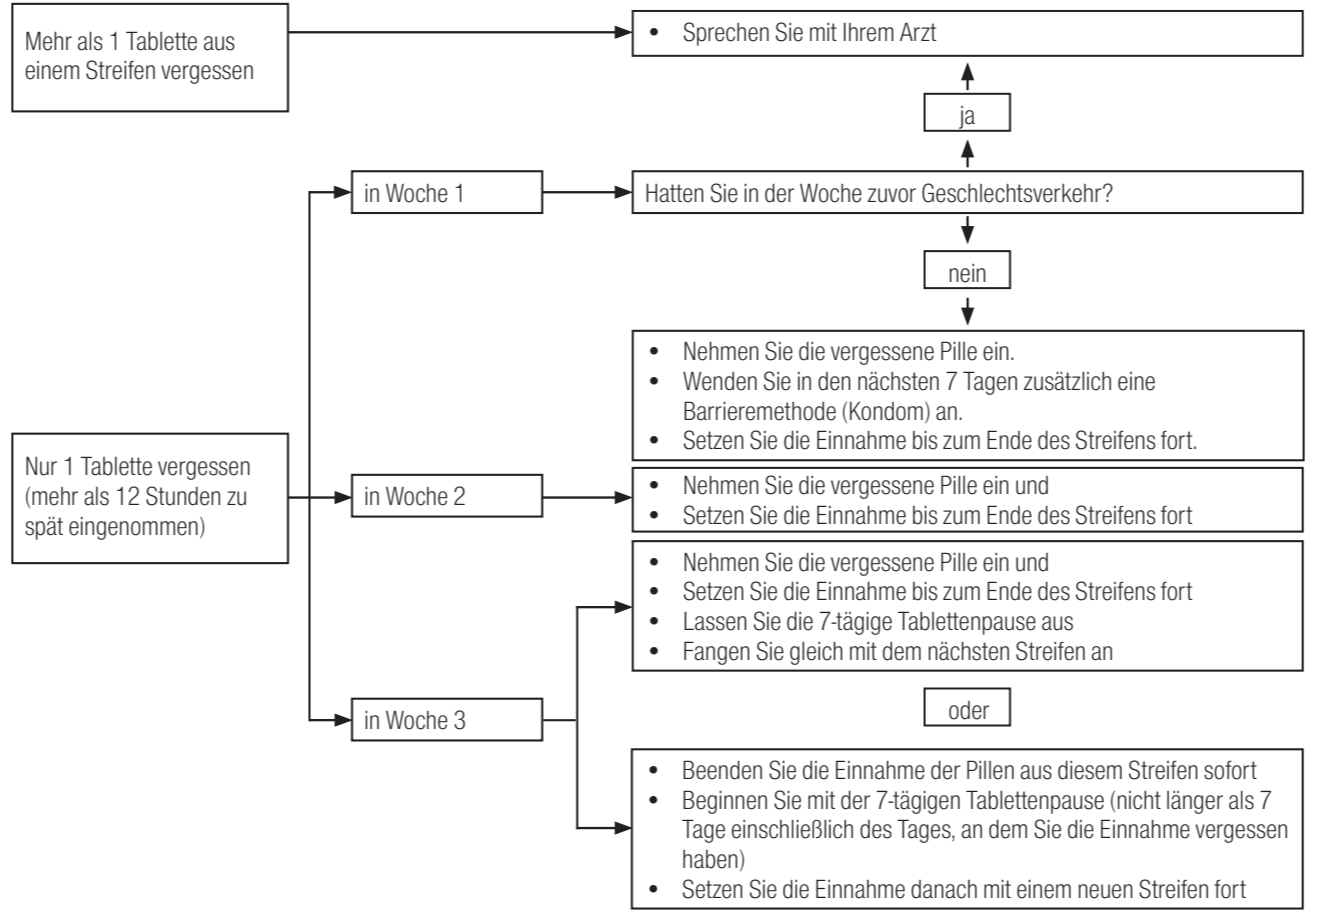 Mehr als 1 Tablette aus
einem Streifen vergessen
• Sprechen Sie mit Ihrem Arzt
ja
in Woche 1
Hatten Sie in der Woche zuvor Geschlechtsverkehr?
nein
• Nehmen Sie die vergessene Pille ein.
• Wenden Sie in den nächsten 7 Tagen zusätzlich eine
Barrieremethode (Kondom) an.
• Setzen Sie die Einnahme bis zum Ende des Streifens fort.
Nur 1 Tablette vergessen
(mehr als 12 Stunden zu
spät eingenommen)
in Woche 2
• Nehmen Sie die vergessene Pille ein und
• Setzen Sie die Einnahme bis zum Ende des Streifens fort
• Nehmen Sie die vergessene Pille ein und
• Setzen Sie die Einnahme bis zum Ende des Streifens fort
• Lassen Sie die 7-tägige Tablettenpause aus
• Fangen Sie gleich mit dem nächsten Streifen an
in Woche 3
oder
• Beenden Sie die Einnahme der Pillen aus diesem Streifen sofort
• Beginnen Sie mit der 7-tägigen Tablettenpause (nicht länger als 7
Tage einschließlich des Tages, an dem Sie die Einnahme vergessen
haben)
• Setzen Sie die Einnahme danach mit einem neuen Streifen fort